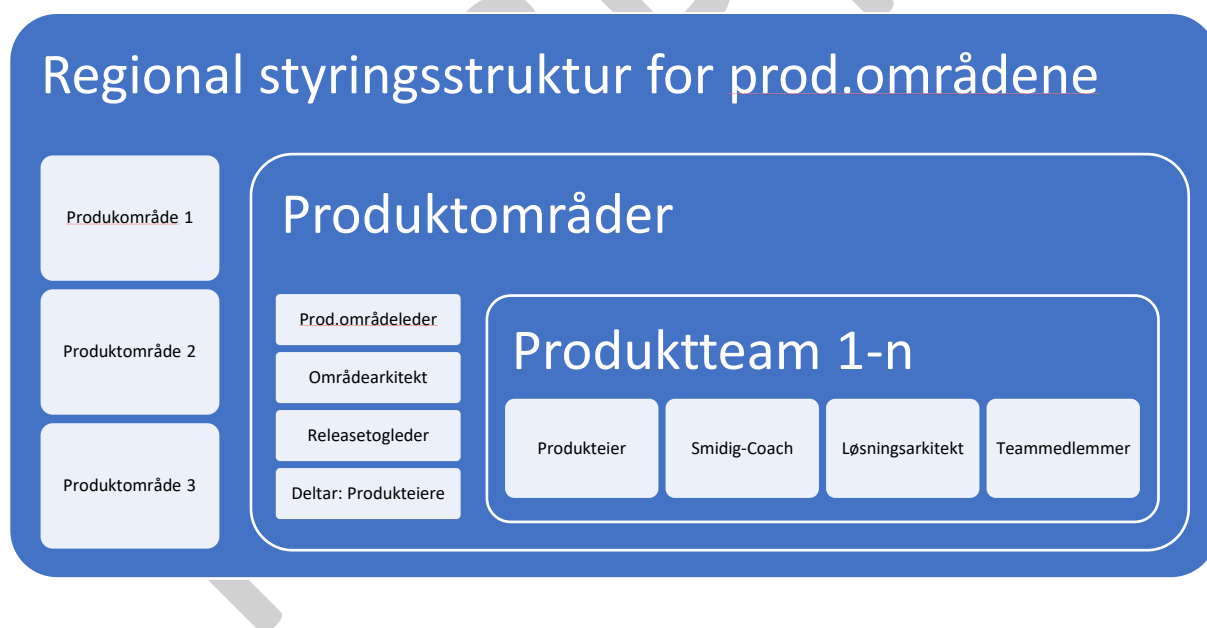 Regional styringsstruktur for prod.områdene
Produkområde 1
Produktområde 2
Produktområde 3
Produktområder
Prod.områdeleder
Områdearkitekt
Releasetogleder
Deltar: Produkteiere
Produktteam 1-n
Produkteier
Smidig-Coach
Løsningsarkitekt
Teammedlemmer